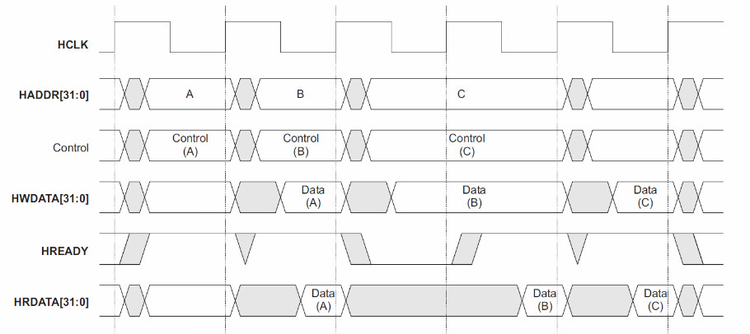 HCLK
HADDR[31:0] A B C
Control Control Control Control
(A) (B) (C)
HWDATA[31:0] Data Data Data
(A) (B) (C)
HREADY
HRDATA[31:0] Data Data Data
(A) (B) (C)